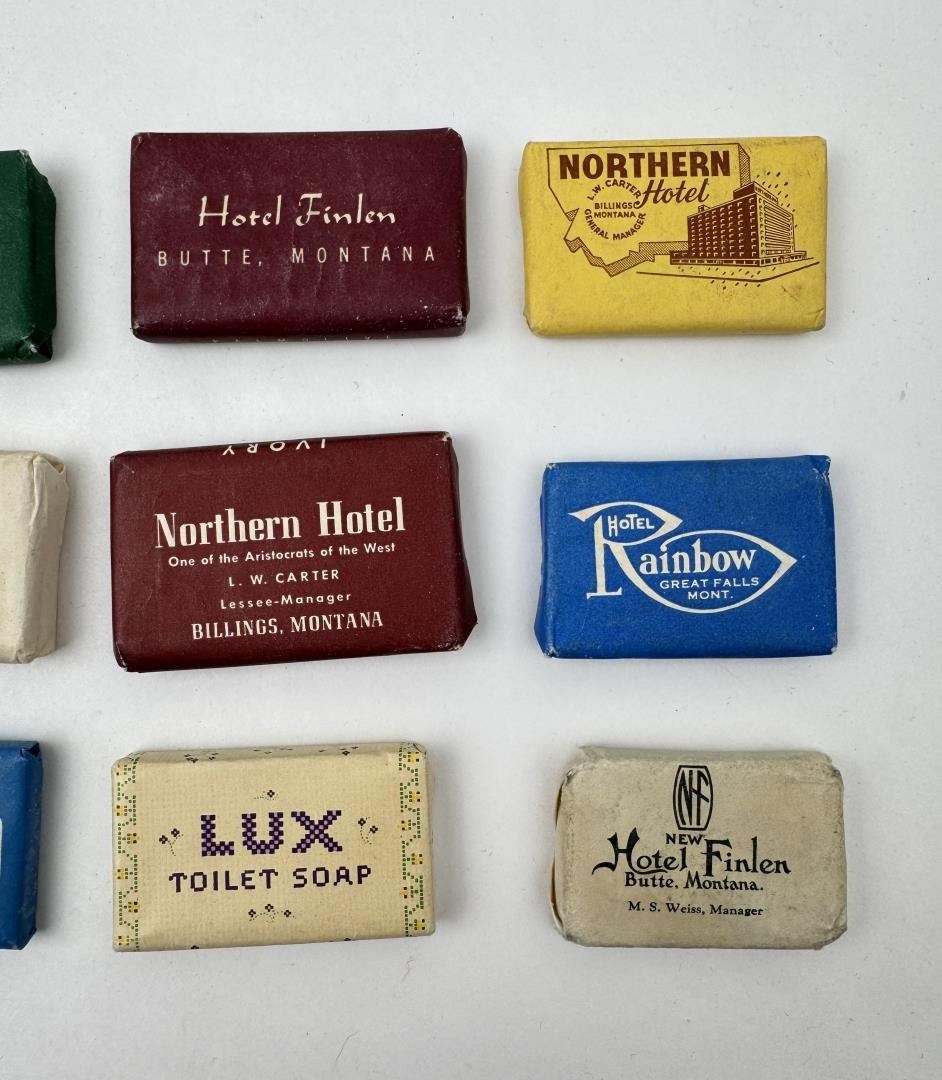 Hotel Finlen
BUTTE, MONTANA
NORTHERN
Hotel
L.W. CARTER
BILLINGS
MONTANA
GENERAL MANAGER
IVORY
Northern Hotel
One of the Aristocrats of the West
L. W. CARTER
Lessee-Manager
BILLINGS, MONTANA
HOTEL
Rainbow
GREAT FALLS
MONT.
LUX
TOILET SOAP
NHF
NEW
Hotel Finlen
Butte, Montana.
M. S. Weiss, Manager